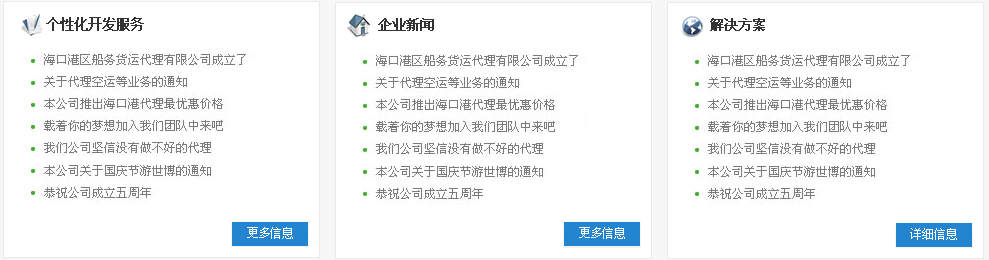 个性化开发服务
海口港区船务货运代理有限公司成立了
关于代理空运等业务的通知
本公司推出海口港代理最优惠价格
载着你的梦想加入我们团队中来吧
我们公司坚信没有做不好的代理
本公司关于国庆节游世博的通知
恭祝公司成立五周年
更多信息
企业新闻
海口港区船务货运代理有限公司成立了
关于代理空运等业务的通知
本公司推出海口港代理最优惠价格
载着你的梦想加入我们团队中来吧
我们公司坚信没有做不好的代理
本公司关于国庆节游世博的通知
恭祝公司成立五周年
更多信息
解决方案
海口港区船务货运代理有限公司成立了
关于代理空运等业务的通知
本公司推出海口港代理最优惠价格
载着你的梦想加入我们团队中来吧
我们公司坚信没有做不好的代理
本公司关于国庆节游世博的通知
恭祝公司成立五周年
详细信息